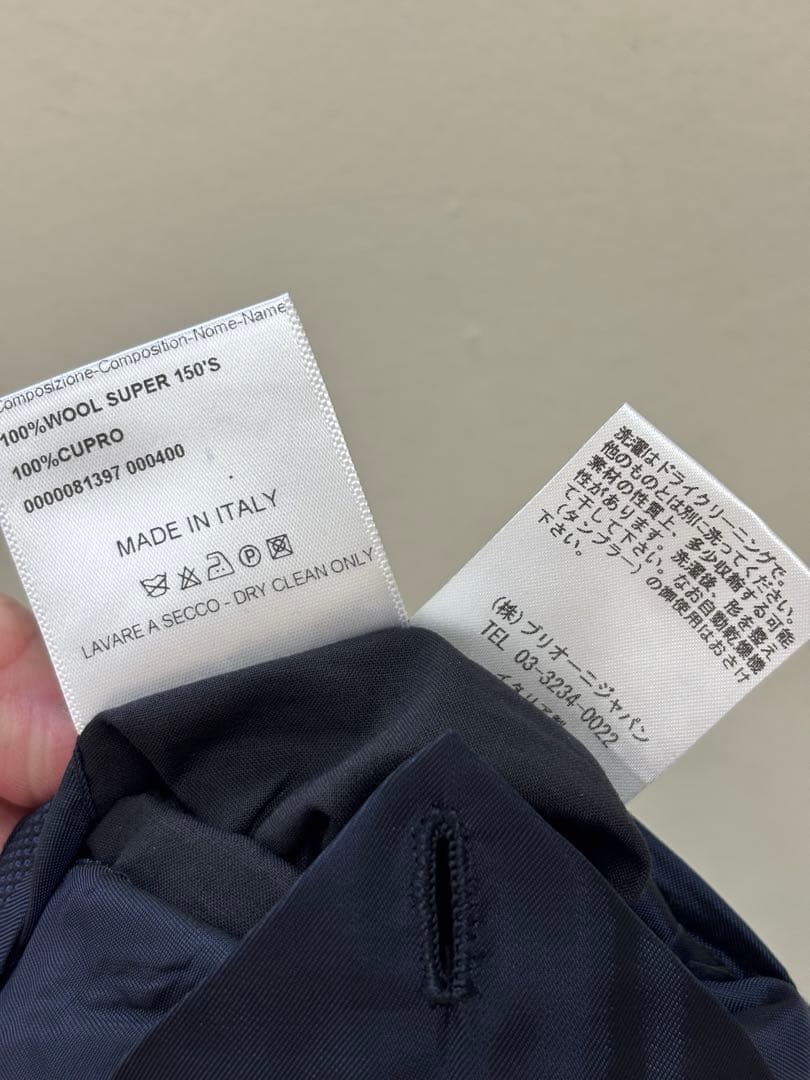 Composizione-Composition-Nome-Name
100%WOOL SUPER 150'S
100%CUPRO
0000081397 000400
MADE IN ITALY
LAVARE A SECCO - DRY CLEAN ONLY
洗濯はドライクリーニングで。
他のものとは別に洗ってください。
素材の性質上、多少収縮する可能
性があります。洗濯後、形を整え
て干して下さい。なお自動乾燥機
(タンブラー)の御使用はおさけ
下さい。
(株)ブリオーニジャパン
TEL 03-3234-0022
イタリア製